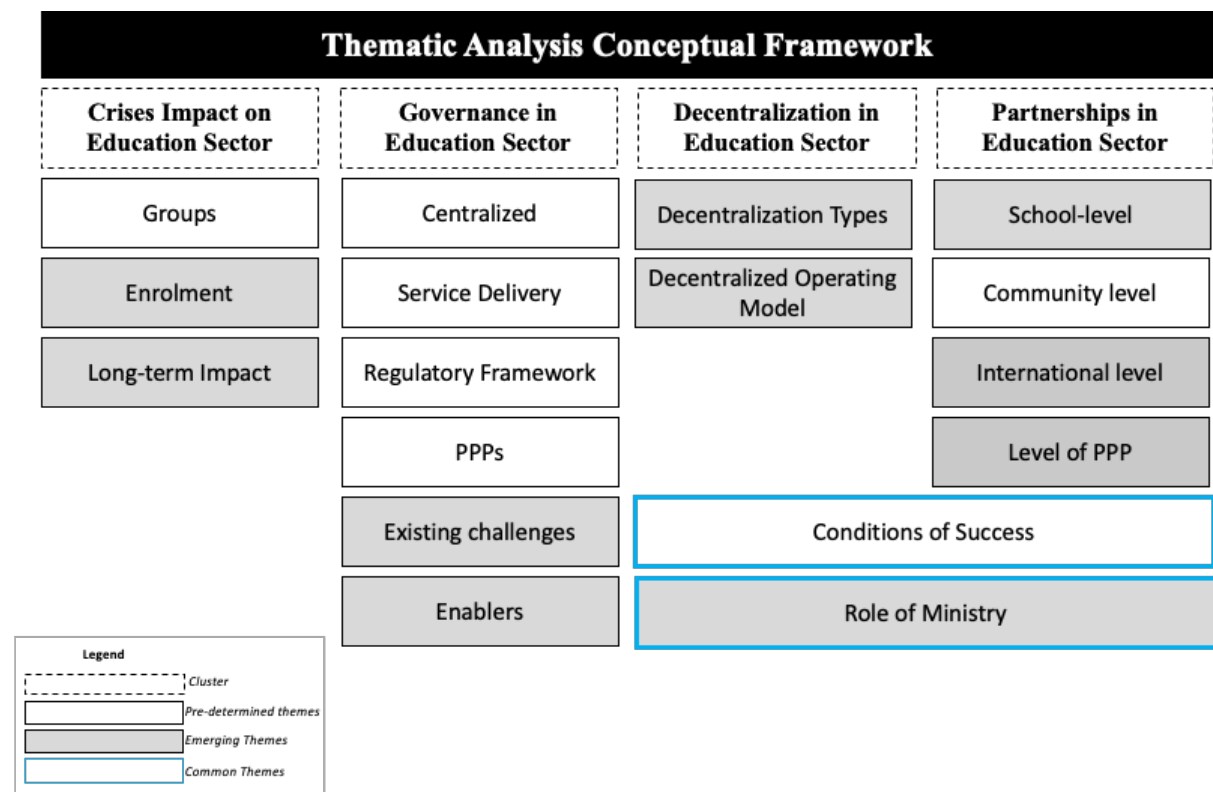 Thematic Analysis Conceptual Framework
Crises Impact on
Education Sector
Governance in
Education Sector
Decentralization in
Education Sector
Partnerships in
Education Sector
Groups
Centralized
Decentralization Types
School-level
Enrolment
Service Delivery
Decentralized Operating
Model
Community level
Long-term Impact
Regulatory Framework
International level
PPPs
Level of PPP
Existing challenges
Conditions of Success
Enablers
Role of Ministry
Legend
Cluster
Pre-determined themes
Emerging Themes
Common Themes